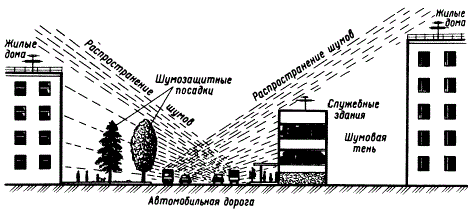 Жилые
дома
Жилые
дома
Распространение
шумов
Распространение шумов
Шумозащитные
посадки
Служебные
здания
Шумовая
тень
Автомобильная дорога